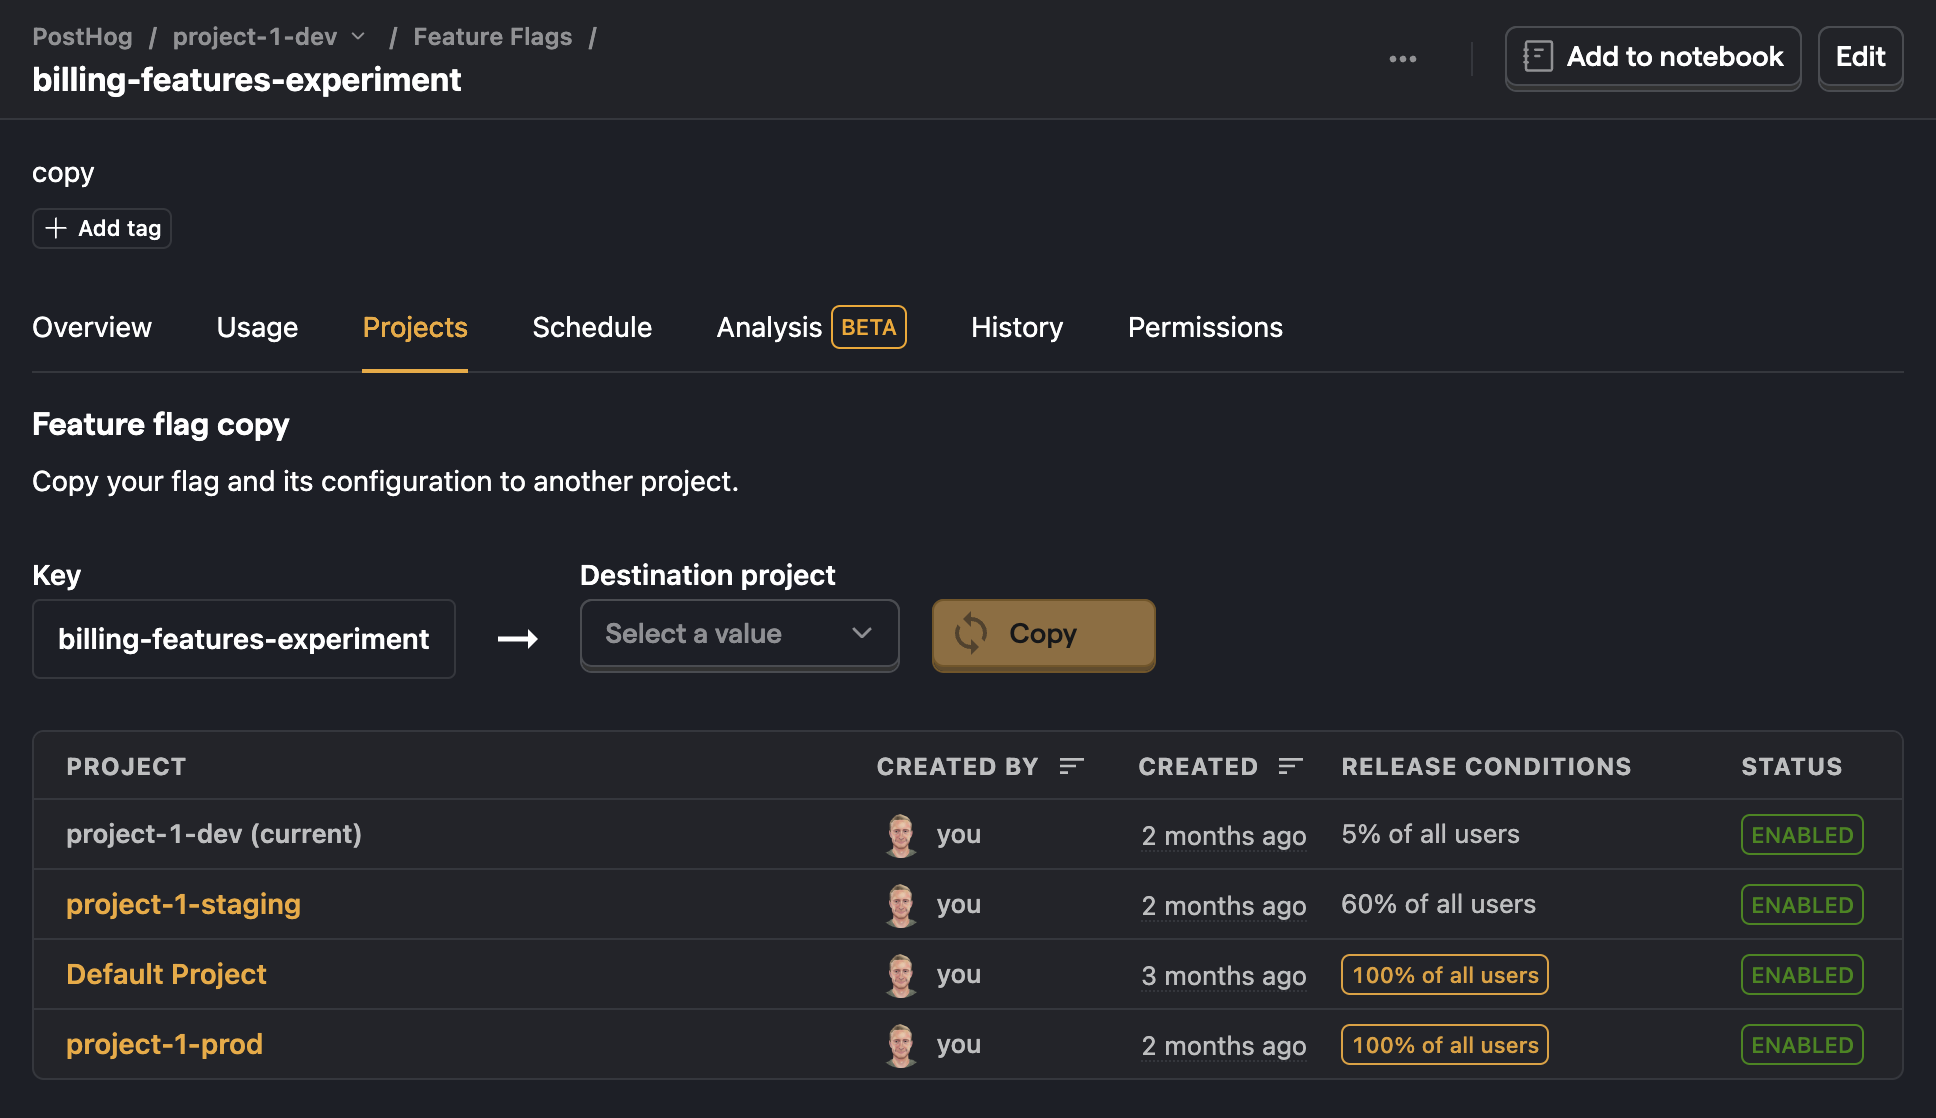 PostHog / project-1-dev / Feature Flags /
billing-features-experiment
Add to notebook
Edit
copy
Add tag
Overview Usage Projects Schedule Analysis BETA History Permissions
Feature flag copy
Copy your flag and its configuration to another project.
Key
Destination project
billing-features-experiment
Select a value
Copy
PROJECT CREATED BY CREATED RELEASE CONDITIONS STATUS
project-1-dev (current) you 2 months ago 5% of all users ENABLED
project-1-staging you 2 months ago 60% of all users ENABLED
Default Project you 3 months ago 100% of all users ENABLED
project-1-prod you 2 months ago 100% of all users ENABLED